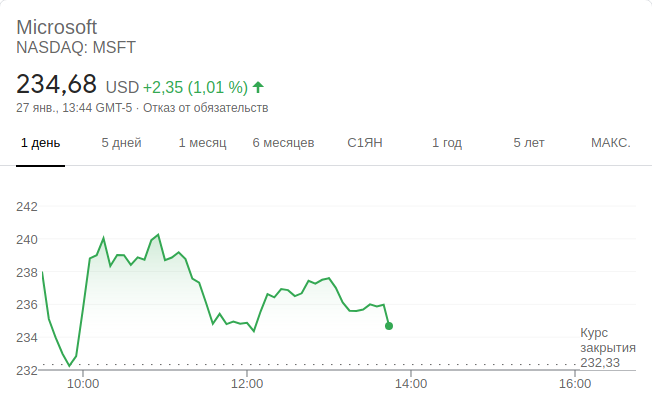 Microsoft
NASDAQ: MSFT
234,68 USD +2,35 (1,01 %)
27 янв., 13:44 GMT-5 · Отказ от обязательств
1 день 5 дней 1 месяц 6 месяцев С1ЯН 1 год 5 лет МАКС.
242
240
238
236
234
232
Курс
закрытия
232,33
10:00 12:00 14:00 16:00